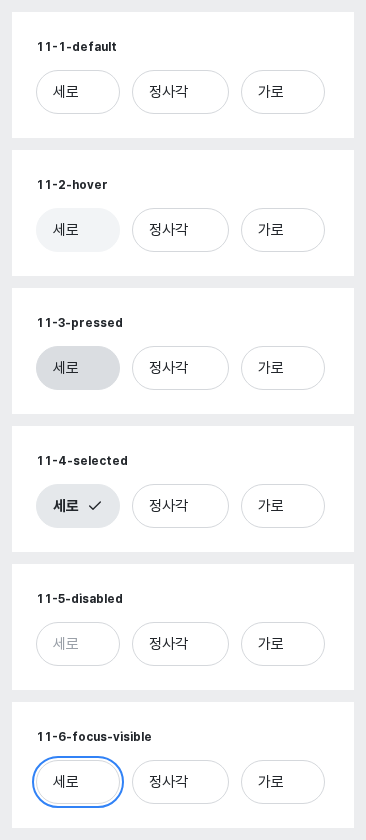 11-1-default
세로 정사각 가로
11-2-hover
세로 정사각 가로
11-3-pressed
세로 정사각 가로
11-4-selected
세로 정사각 가로
11-5-disabled
세로 정사각 가로
11-6-focus-visible
세로 정사각 가로